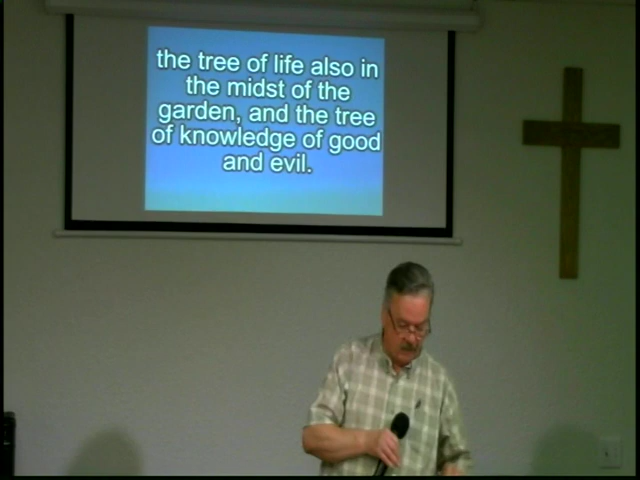 the tree of life also in
the midst of the
garden, and the tree
of knowledge of good
and evil.